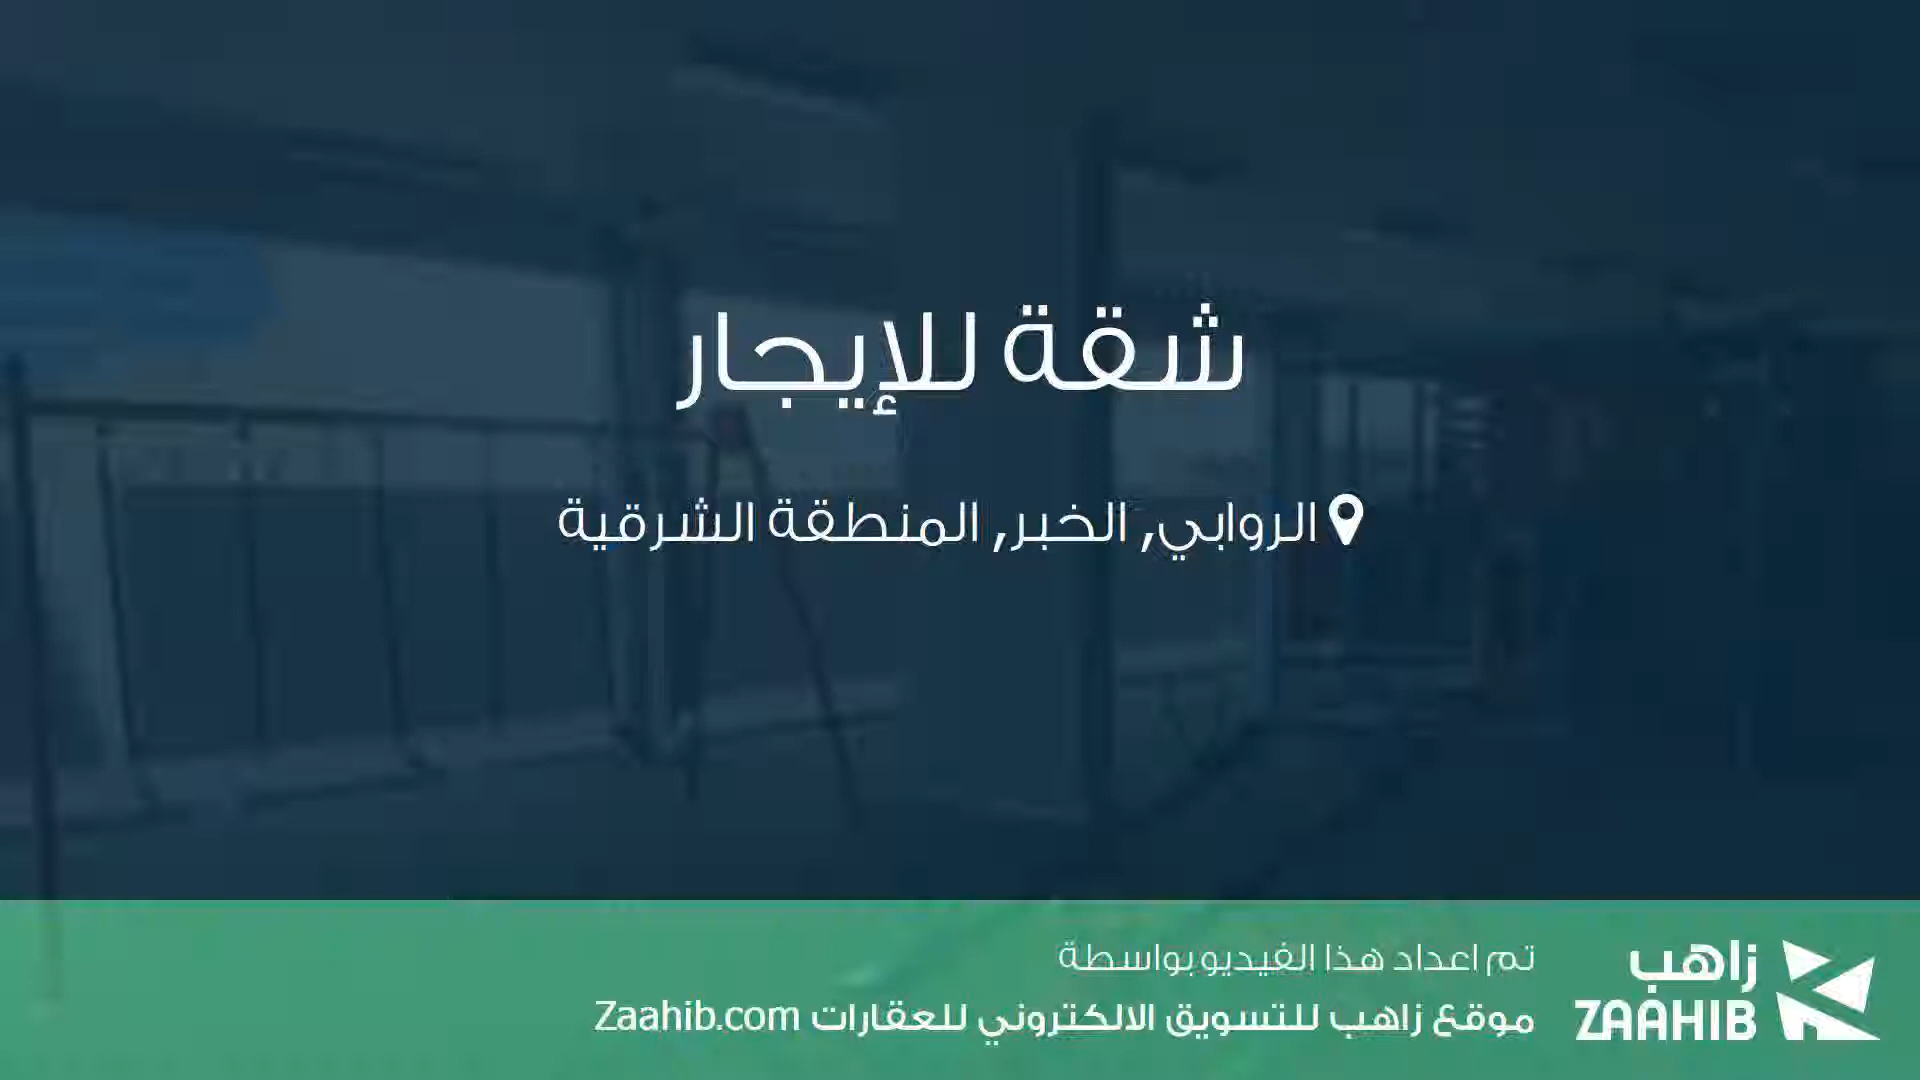 شقة للإيجار
الروابي, الخبر, المنطقة الشرقية
تم اعداد هذا الفيديو بواسطة
موقع زاهب للتسويق الالكتروني للعقارات Zaahib.com
زاهب
ZAAHIB